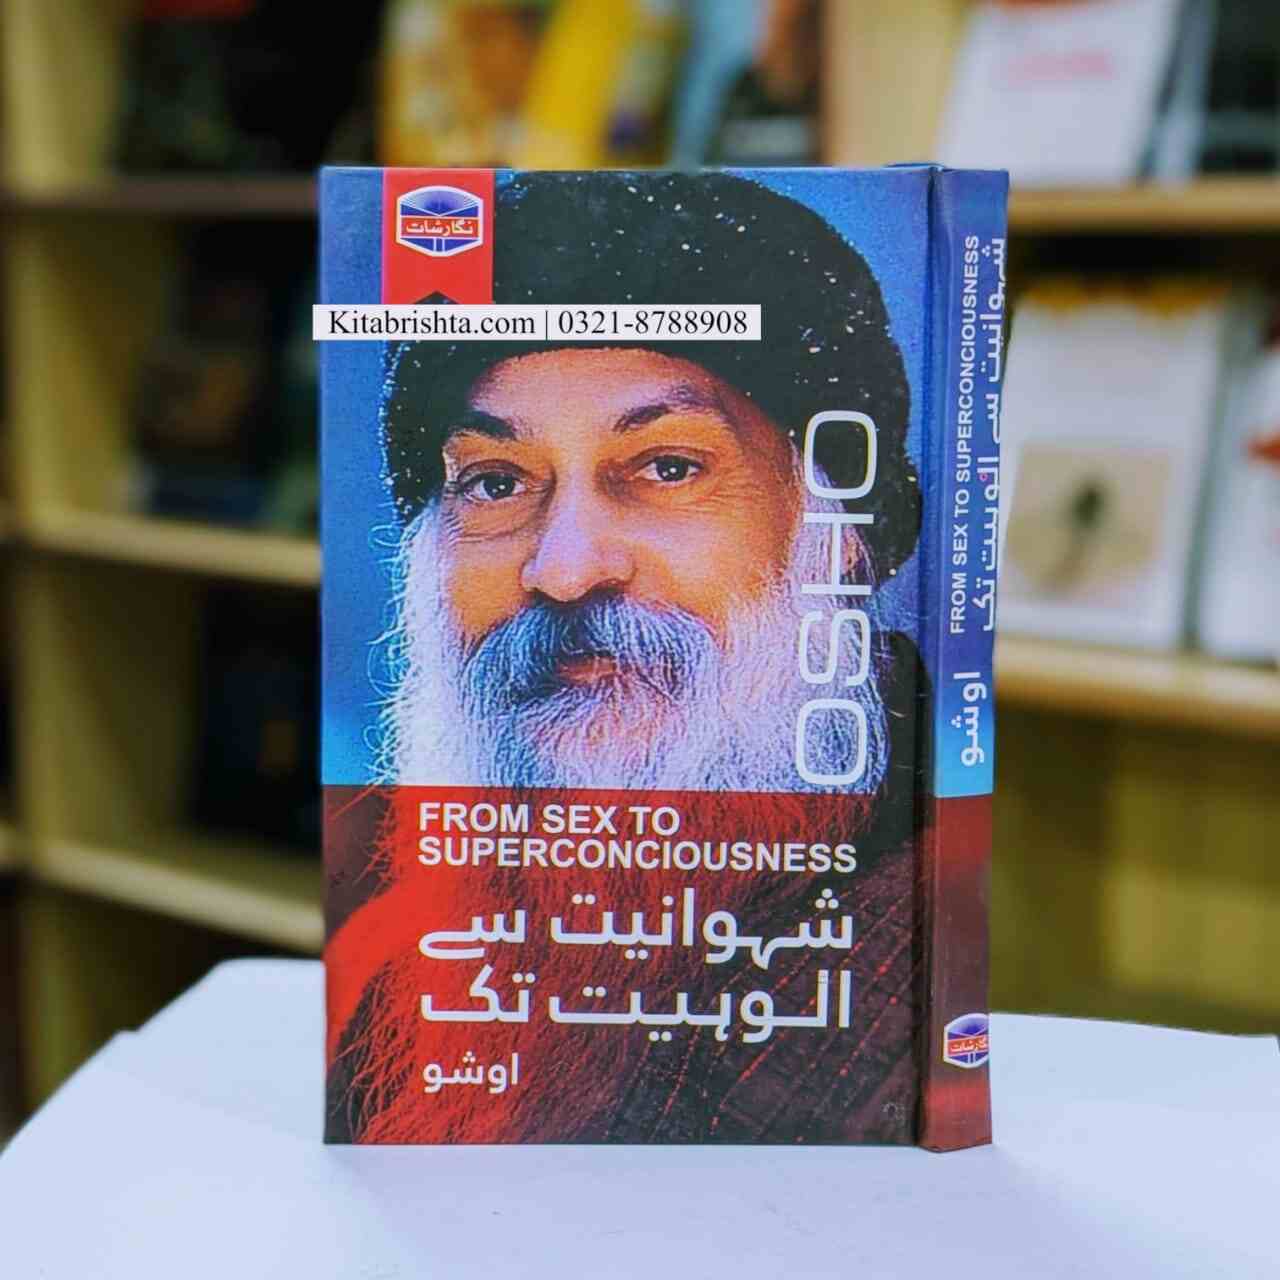 نگارشات
Kitabrishta.com | 0321-8788908
OSHO
FROM SEX TO
SUPERCONCIOUSNESS
شہوانیت سے
الوہیت تک
اوشو
FROM SEX TO SUPERCONCIOUSNESS
شہوانیت سے الوہیت تک
اوشو
نگارشات